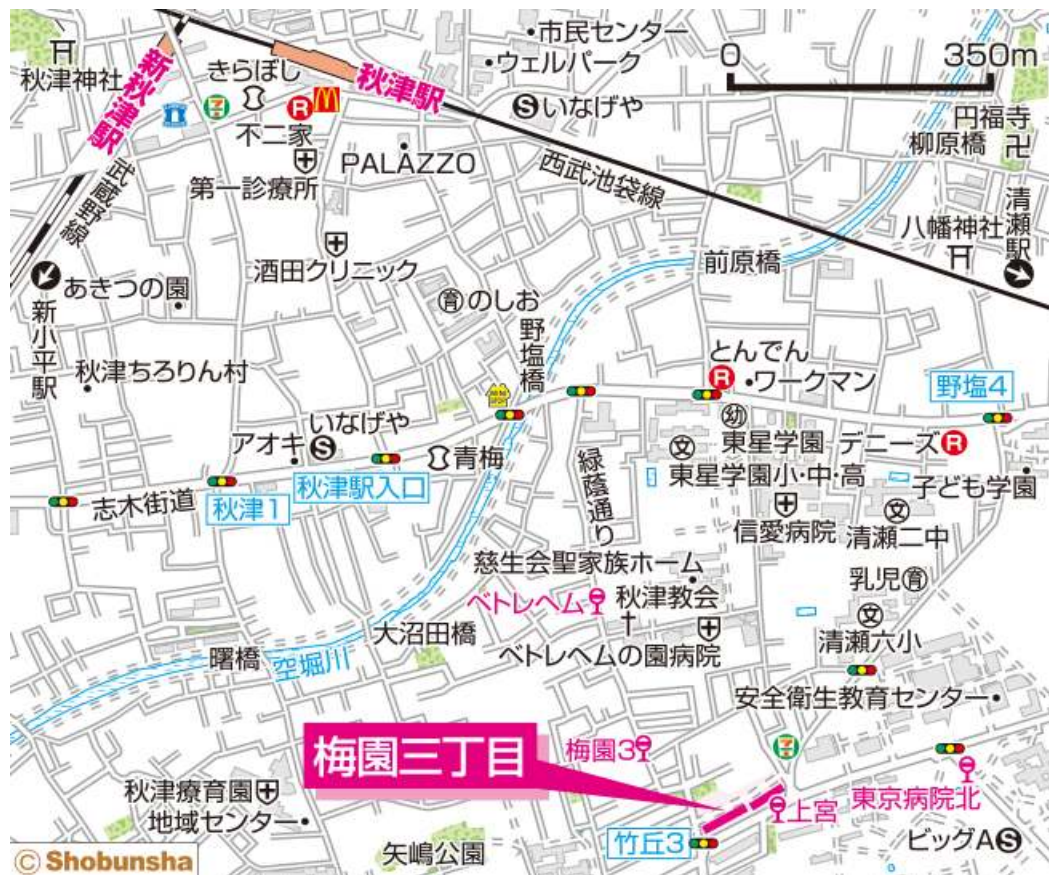 市民センター
ウェルパーク
0 350m
秋津神社
新秋津駅
きらぼし
秋津駅
いなげや
円福寺
柳原橋
R
不二家
PALAZZO
西武池袋線
第一診療所
武蔵野線
八幡神社
清瀬駅
前原橋
酒田クリニック
あきつの園
育
のしお
新小平駅
野塩橋
秋津ちろりん村
とんでん
R
ワークマン
野塩4
いなげや
アオキ
S
青梅
幼
東星学園
デニーズ
R
文
東星学園小・中・高
緑蔭通り
志木街道
秋津1
秋津駅入口
子ども学園
信愛病院
文
清瀬二中
慈生会聖家族ホーム
乳児
育
ベトレヘム
秋津教会
文
清瀬六小
大沼田橋
ベトレヘムの園病院
曙橋
空堀川
安全衛生教育センター
梅園三丁目
梅園3
上宮
東京病院北
秋津療育園
地域センター
竹丘3
ビッグA
S
矢嶋公園
© Shobunsha